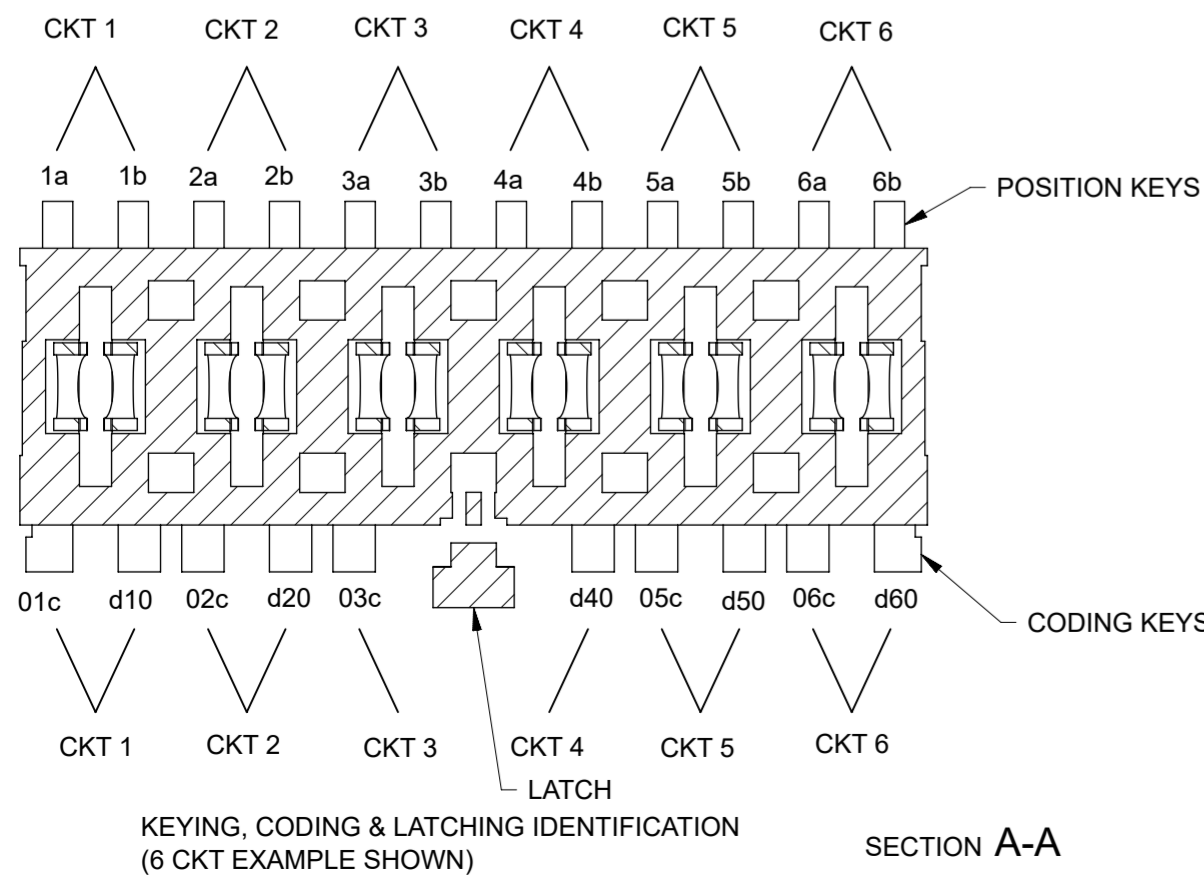 CKT 1 CKT 2 CKT 3 CKT 4 CKT 5 CKT 6
1a 1b 2a 2b 3a 3b 4a 4b 5a 5b 6a 6b
POSITION KEYS
01c d10 02c d20 03c d40 05c d50 06c d60
CODING KEYS
CKT 1 CKT 2 CKT 3 CKT 4 CKT 5 CKT 6
LATCH
KEYING, CODING & LATCHING IDENTIFICATION
(6 CKT EXAMPLE SHOWN)
SECTION A-A